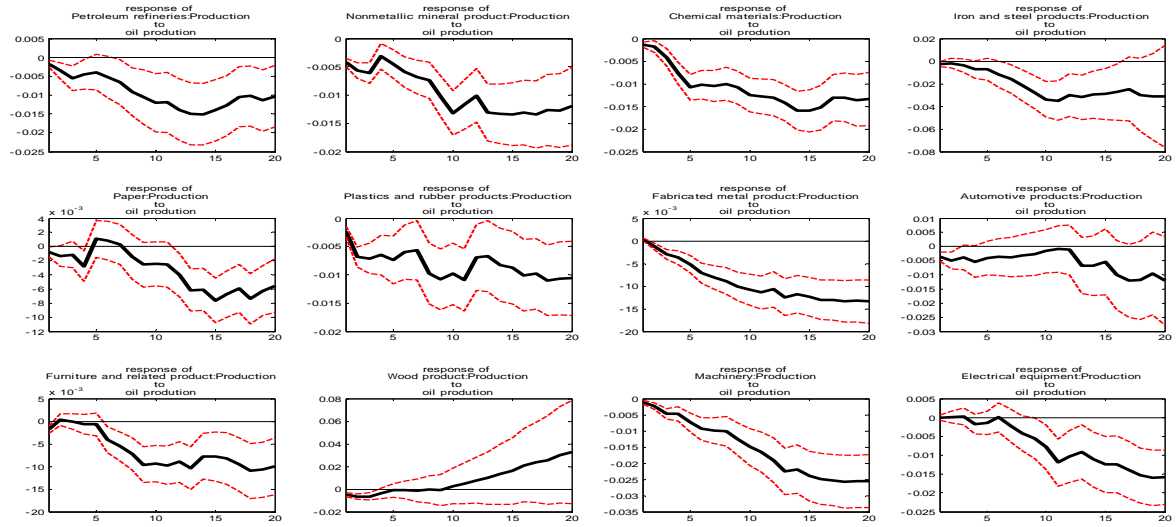 response of
Petroleum refineries:Production
to
oil prodution
0.005
0
-0.005
-0.01
-0.015
-0.02
-0.025
5
10
15
20
response of
Nonmetallic mineral product:Production
to
oil prodution
0
-0.005
-0.01
-0.015
-0.02
5
10
15
20
response of
Chemical materials:Production
to
oil prodution
0
-0.005
-0.01
-0.015
-0.02
-0.025
5
10
15
20
response of
Iron and steel products:Production
to
oil prodution
0.02
0
-0.02
-0.04
-0.06
-0.08
5
10
15
20
response of
Paper:Production
to
oil prodution
x 10⁻³
4
2
0
-2
-4
-6
-8
-10
-12
5
10
15
20
response of
Plastics and rubber products:Production
to
oil prodution
0
-0.005
-0.01
-0.015
-0.02
5
10
15
20
response of
Fabricated metal product:Production
to
oil prodution
x 10⁻³
5
0
-5
-10
-15
-20
5
10
15
20
response of
Automotive products:Production
to
oil prodution
0.01
0.005
0
-0.005
-0.01
-0.015
-0.02
-0.03
5
10
15
20
response of
Furniture and related product:Production
to
oil prodution
x 10⁻³
5
0
-5
-10
-15
-20
5
10
15
20
response of
Wood product:Production
to
oil prodution
0.08
0.06
0.04
0.02
0
-0.02
5
10
15
20
response of
Machinery:Production
to
oil prodution
0
-0.005
-0.01
-0.015
-0.02
-0.025
-0.03
-0.035
5
10
15
20
response of
Electrical equipment:Production
to
oil prodution
0.005
0
-0.005
-0.01
-0.015
-0.02
-0.025
5
10
15
20